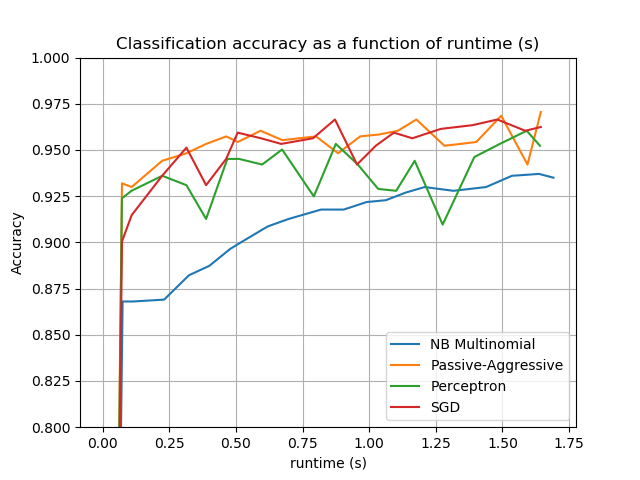 Classification accuracy as a function of runtime (s)
1.000
0.975
0.950
0.925
0.900
0.875
0.850
0.825
0.800
Accuracy
NB Multinomial
Passive-Aggressive
Perceptron
SGD
0.00 0.25 0.50 0.75 1.00 1.25 1.50 1.75
runtime (s)